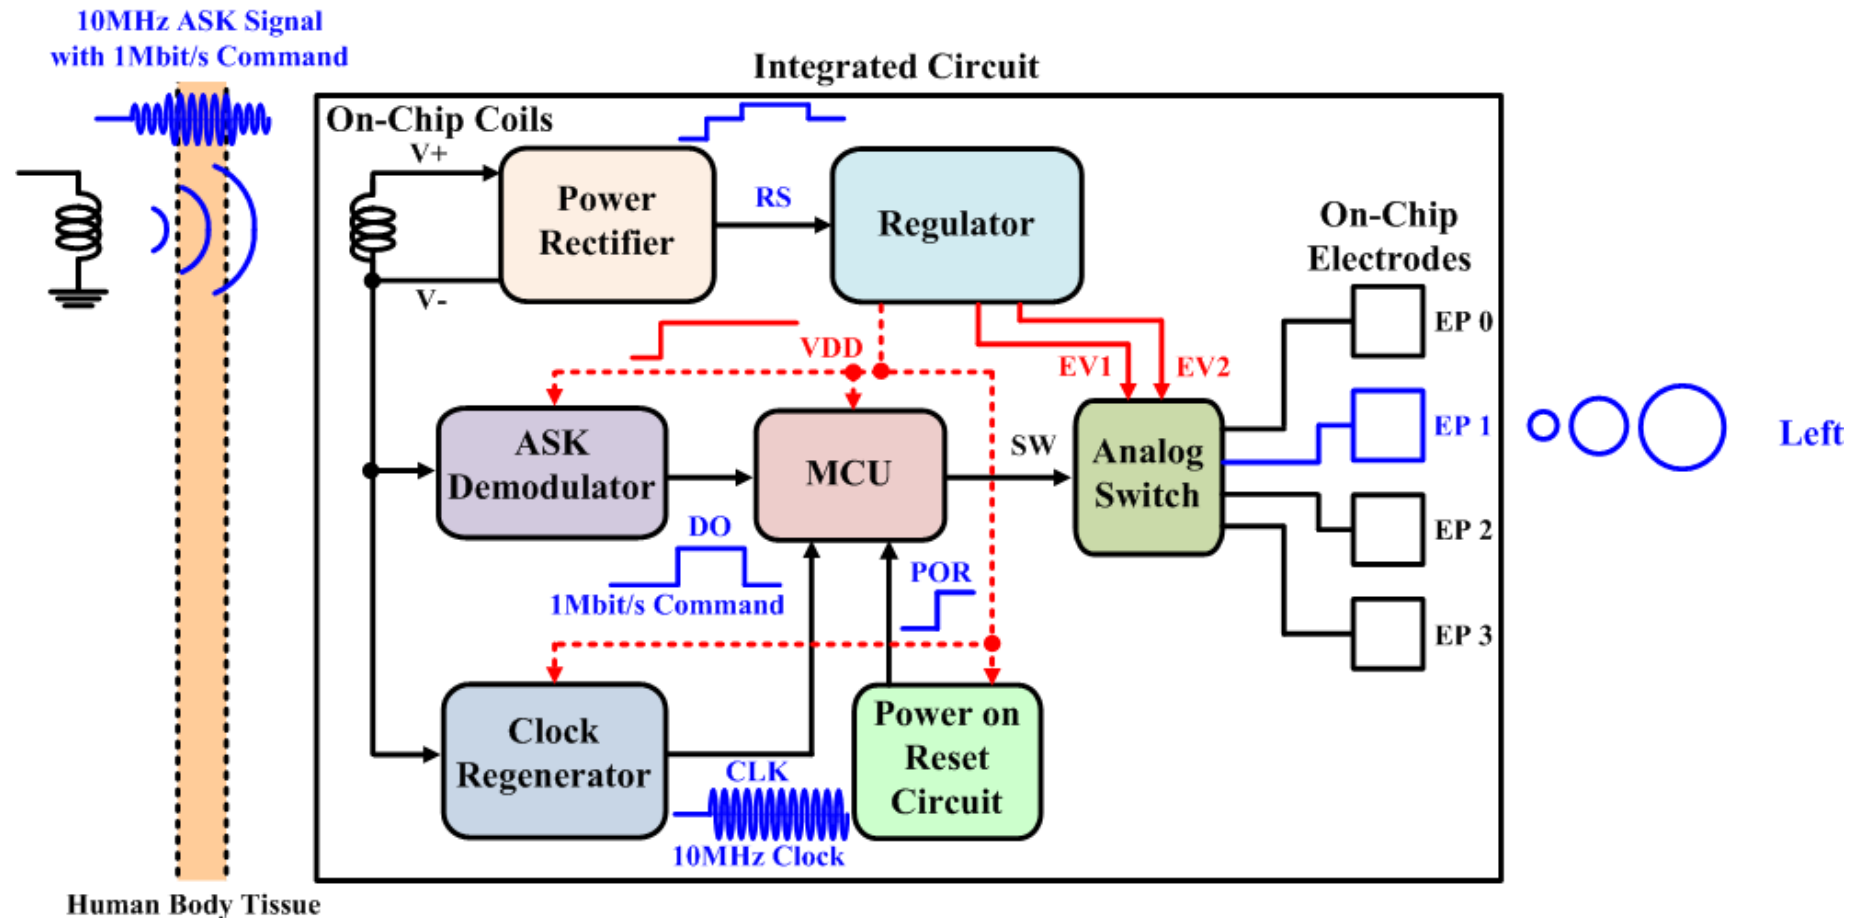 10MHz ASK Signal
with 1Mbit/s Command
Integrated Circuit
On-Chip Coils
V+
Power
Rectifier
RS
Regulator
On-Chip
Electrodes
V-
EP 0
VDD
EV1
EV2
EP 1
Left
ASK
Demodulator
MCU
SW
Analog
Switch
EP 2
DO
1Mbit/s Command
POR
EP 3
Clock
Regenerator
CLK
10MHz Clock
Power on
Reset
Circuit
Human Body Tissue